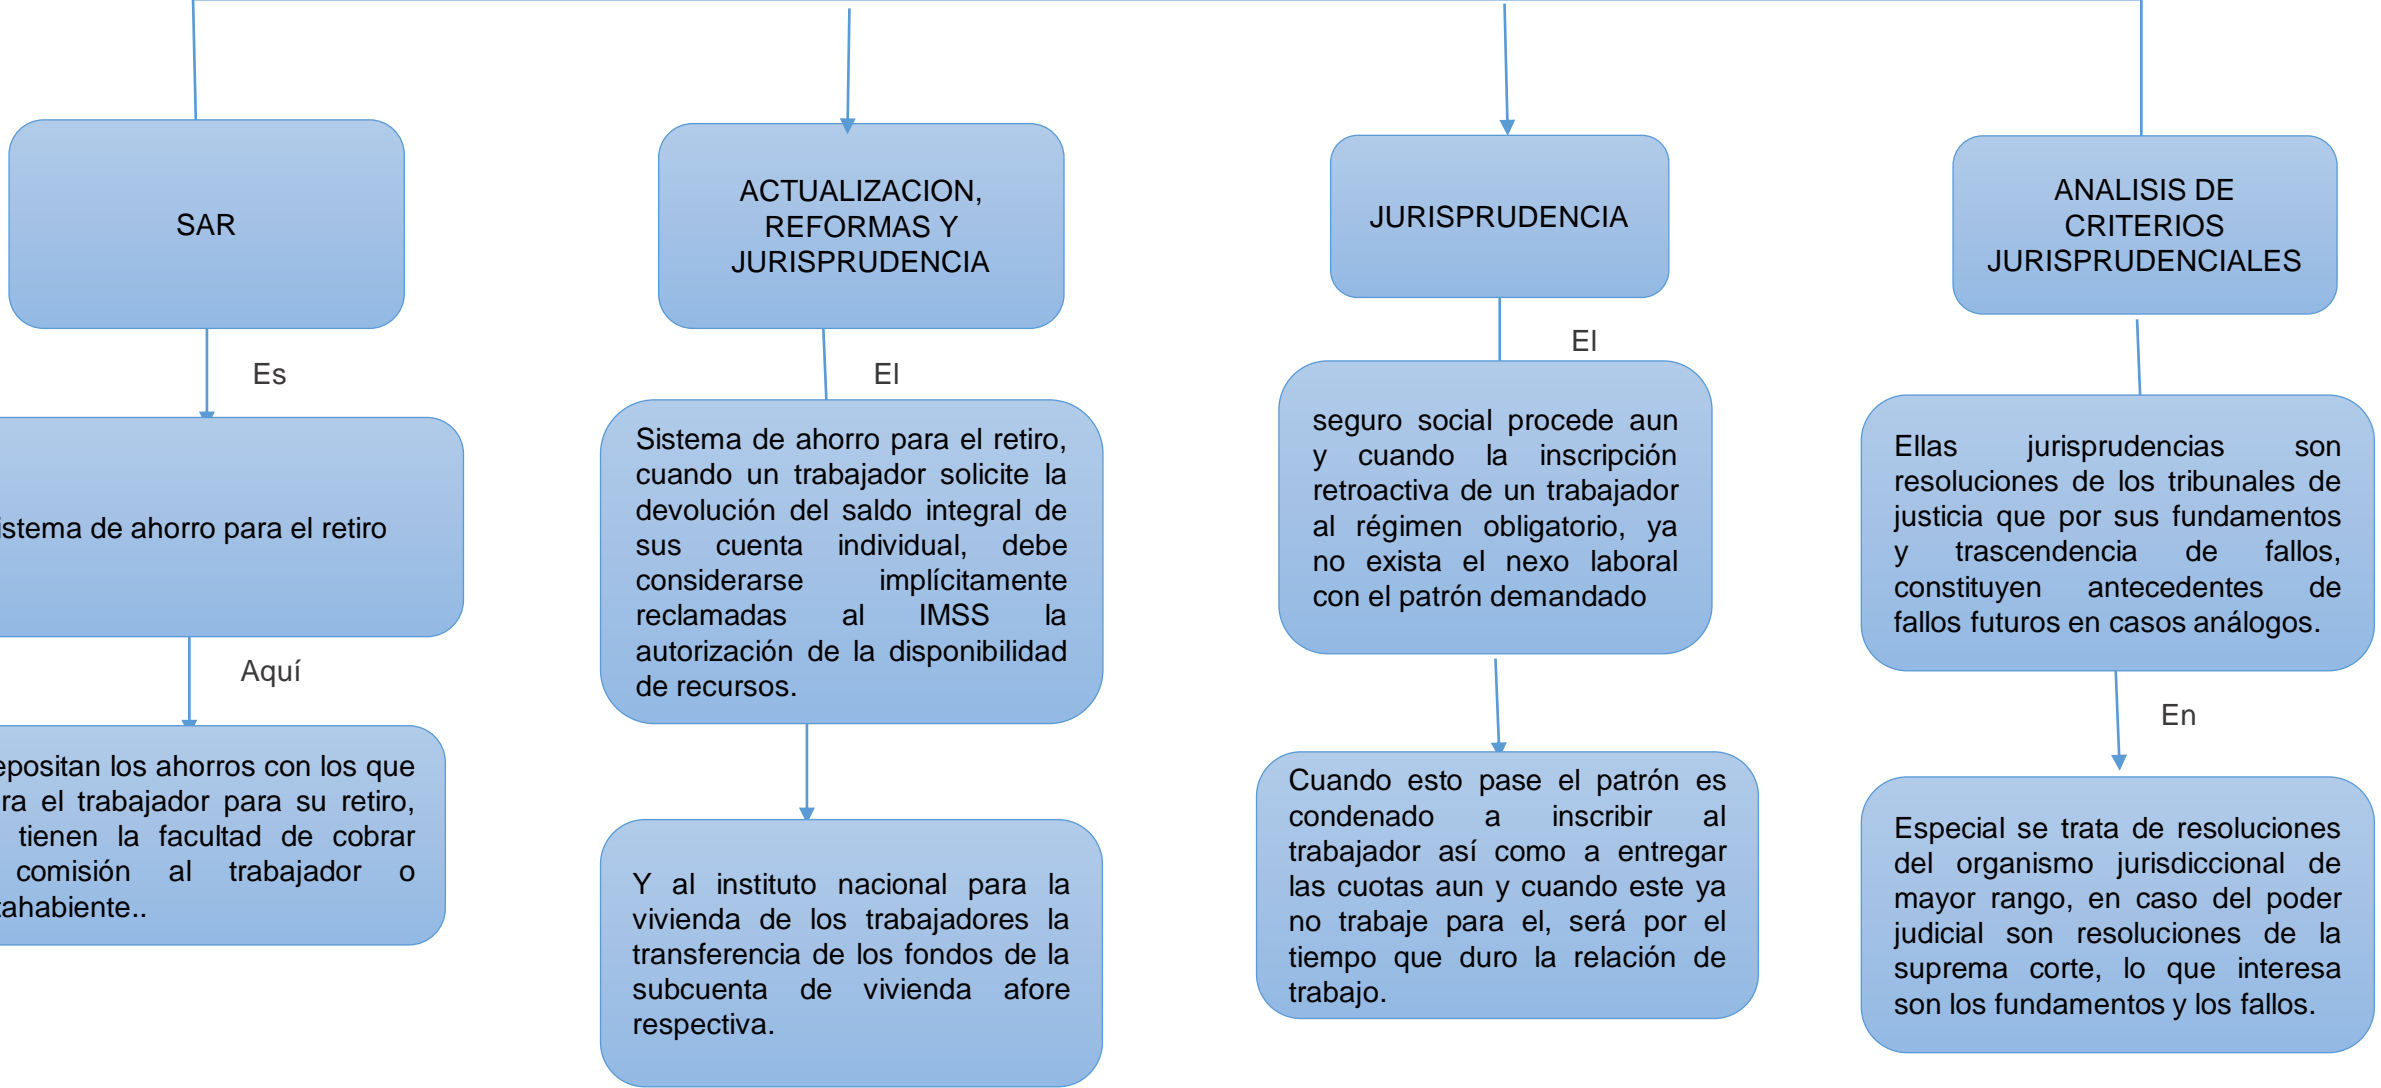 SAR
Es
istema de ahorro para el retiro
Aquí
epositan los ahorros con los que
ra el trabajador para su retiro,
tienen la facultad de cobrar
comisión al trabajador o
tahabiente..
ACTUALIZACION,
REFORMAS Y
JURISPRUDENCIA
El
Sistema de ahorro para el retiro,
cuando un trabajador solicite la
devolución del saldo integral de
sus cuenta individual, debe
considerarse implícitamente
reclamadas al IMSS la
autorización de la disponibilidad
de recursos.
Y al instituto nacional para la
vivienda de los trabajadores la
transferencia de los fondos de la
subcuenta de vivienda afore
respectiva.
JURISPRUDENCIA
El
seguro social procede aun
y cuando la inscripción
retroactiva de un trabajador
al régimen obligatorio, ya
no exista el nexo laboral
con el patrón demandado
Cuando esto pase el patrón es
condenado a inscribir al
trabajador así como a entregar
las cuotas aun y cuando este ya
no trabaje para el, será por el
tiempo que duro la relación de
trabajo.
ANALISIS DE
CRITERIOS
JURISPRUDENCIALES
Ellas jurisprudencias son
resoluciones de los tribunales de
justicia que por sus fundamentos
y trascendencia de fallos,
constituyen antecedentes de
fallos futuros en casos análogos.
En
Especial se trata de resoluciones
del organismo jurisdiccional de
mayor rango, en caso del poder
judicial son resoluciones de la
suprema corte, lo que interesa
son los fundamentos y los fallos.